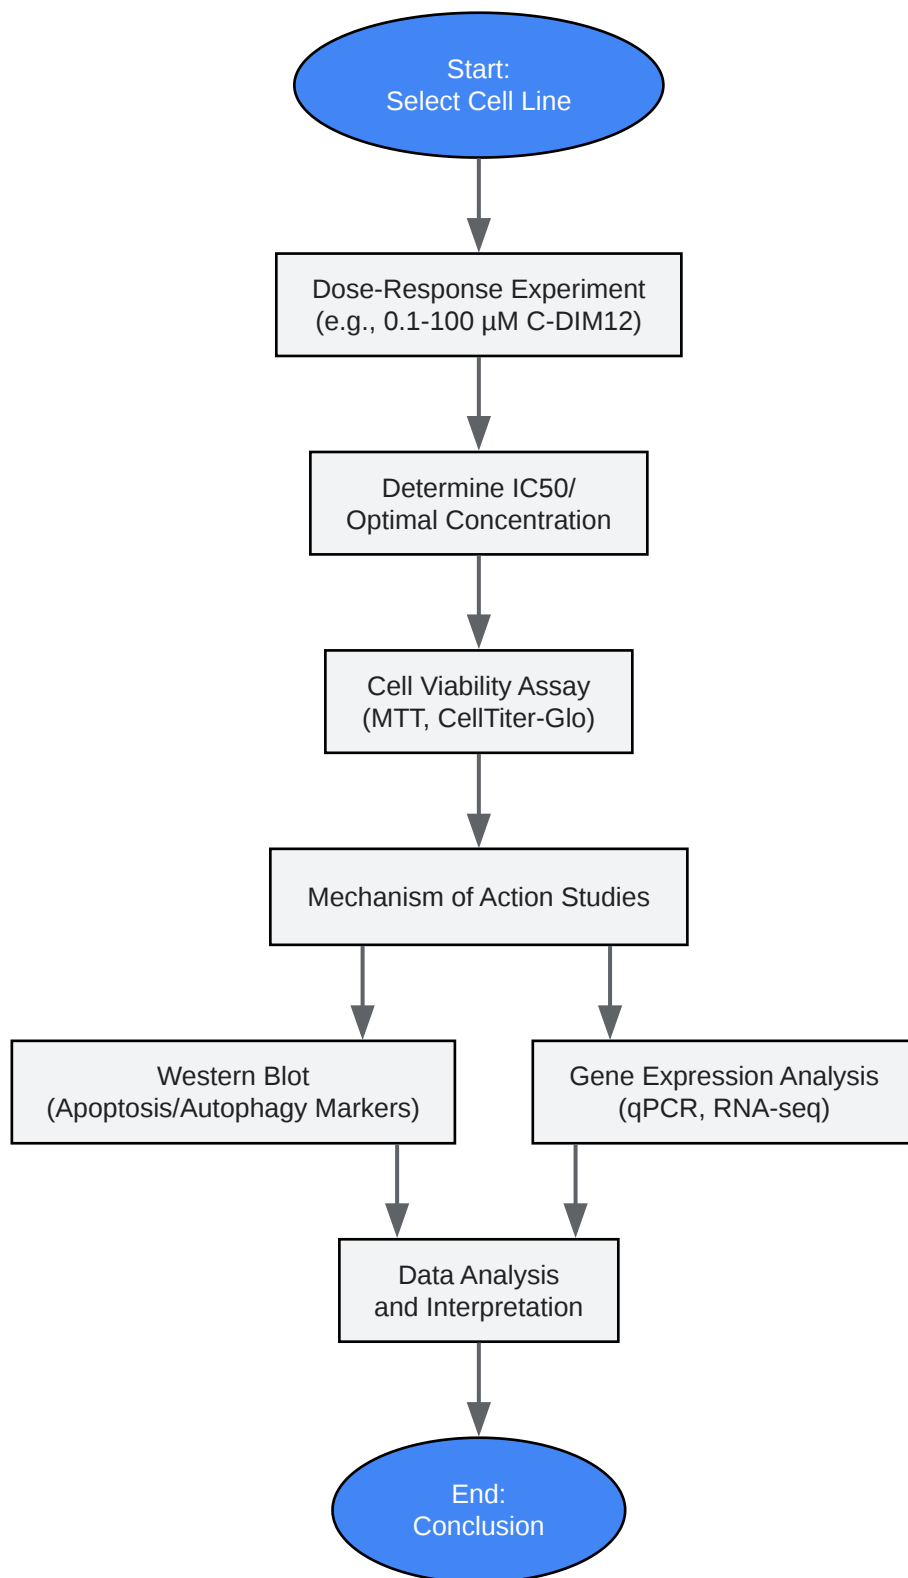 Start:
Select Cell Line
Dose-Response Experiment
(e.g., 0.1-100 µM C-DIM12)
Determine IC50/
Optimal Concentration
Cell Viability Assay
(MTT, CellTiter-Glo)
Mechanism of Action Studies
Western Blot
(Apoptosis/Autophagy Markers)
Gene Expression Analysis
(qPCR, RNA-seq)
Data Analysis
and Interpretation
End:
Conclusion